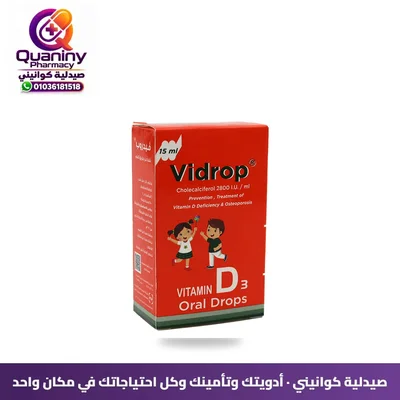 Quaniny
Pharmacy
صيدلية كوانيني
01036181518
15 ml
Vidrop®
Cholecalciferol 2800 I.U. / ml
Prevention , Treatment of
Vitamin D Deficiency & Osteoporosis
VITAMIN D3
Oral Drops
فيدروب
صيدلية كوانيني · أدويتك وتأمينك وكل احتياجاتك في مكان واحد